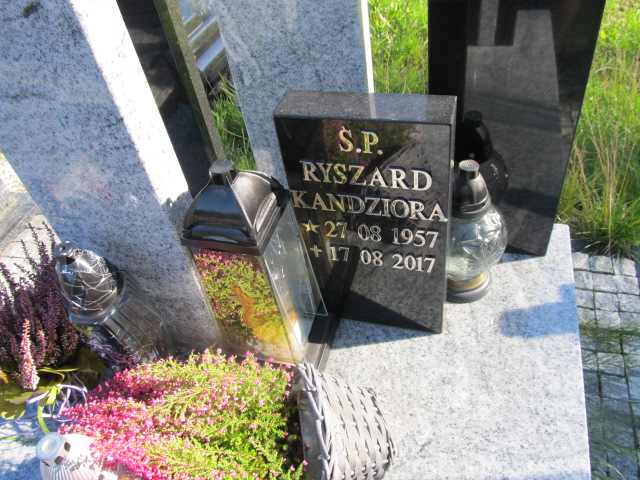 Ś.P.
RYSZARD
KANDZIORA
★27 08 1957
+17 08 2017